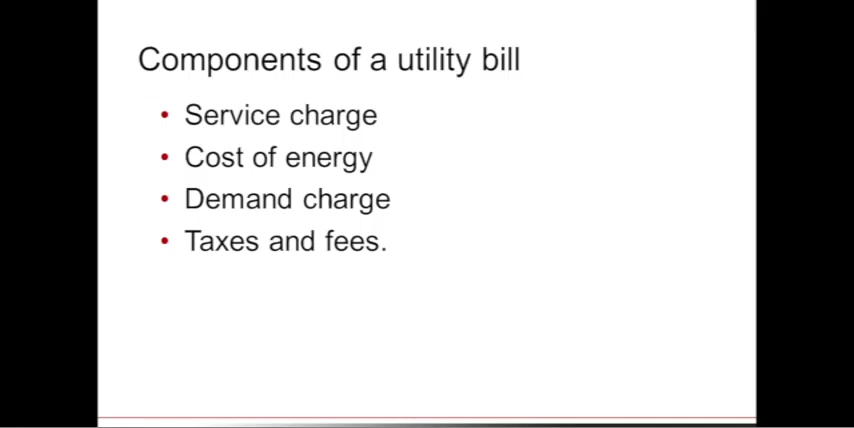 Components of a utility bill
• Service charge
• Cost of energy
• Demand charge
• Taxes and fees.